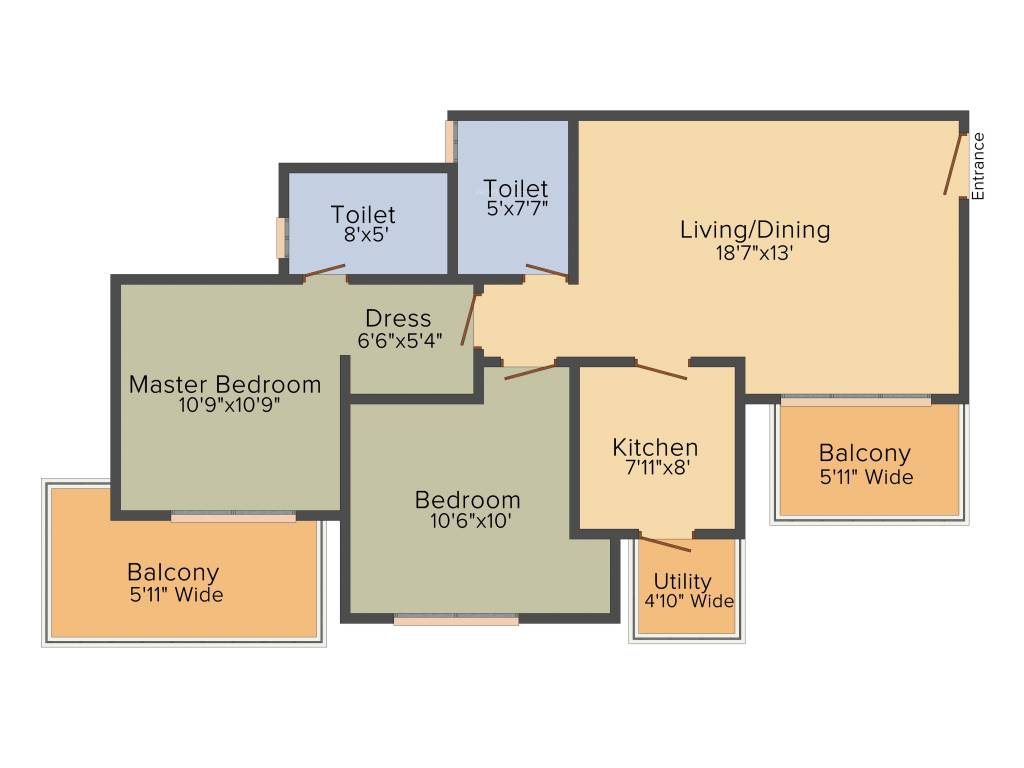 Entrance
Toilet
5'x7'7"
Toilet
8'x5'
Living/Dining
18'7"x13'
Dress
6'6"x5'4"
Master Bedroom
10'9"x10'9"
Kitchen
7'11"x8'
Balcony
5'11" Wide
Bedroom
10'6"x10'
Balcony
5'11" Wide
Utility
4'10" Wide